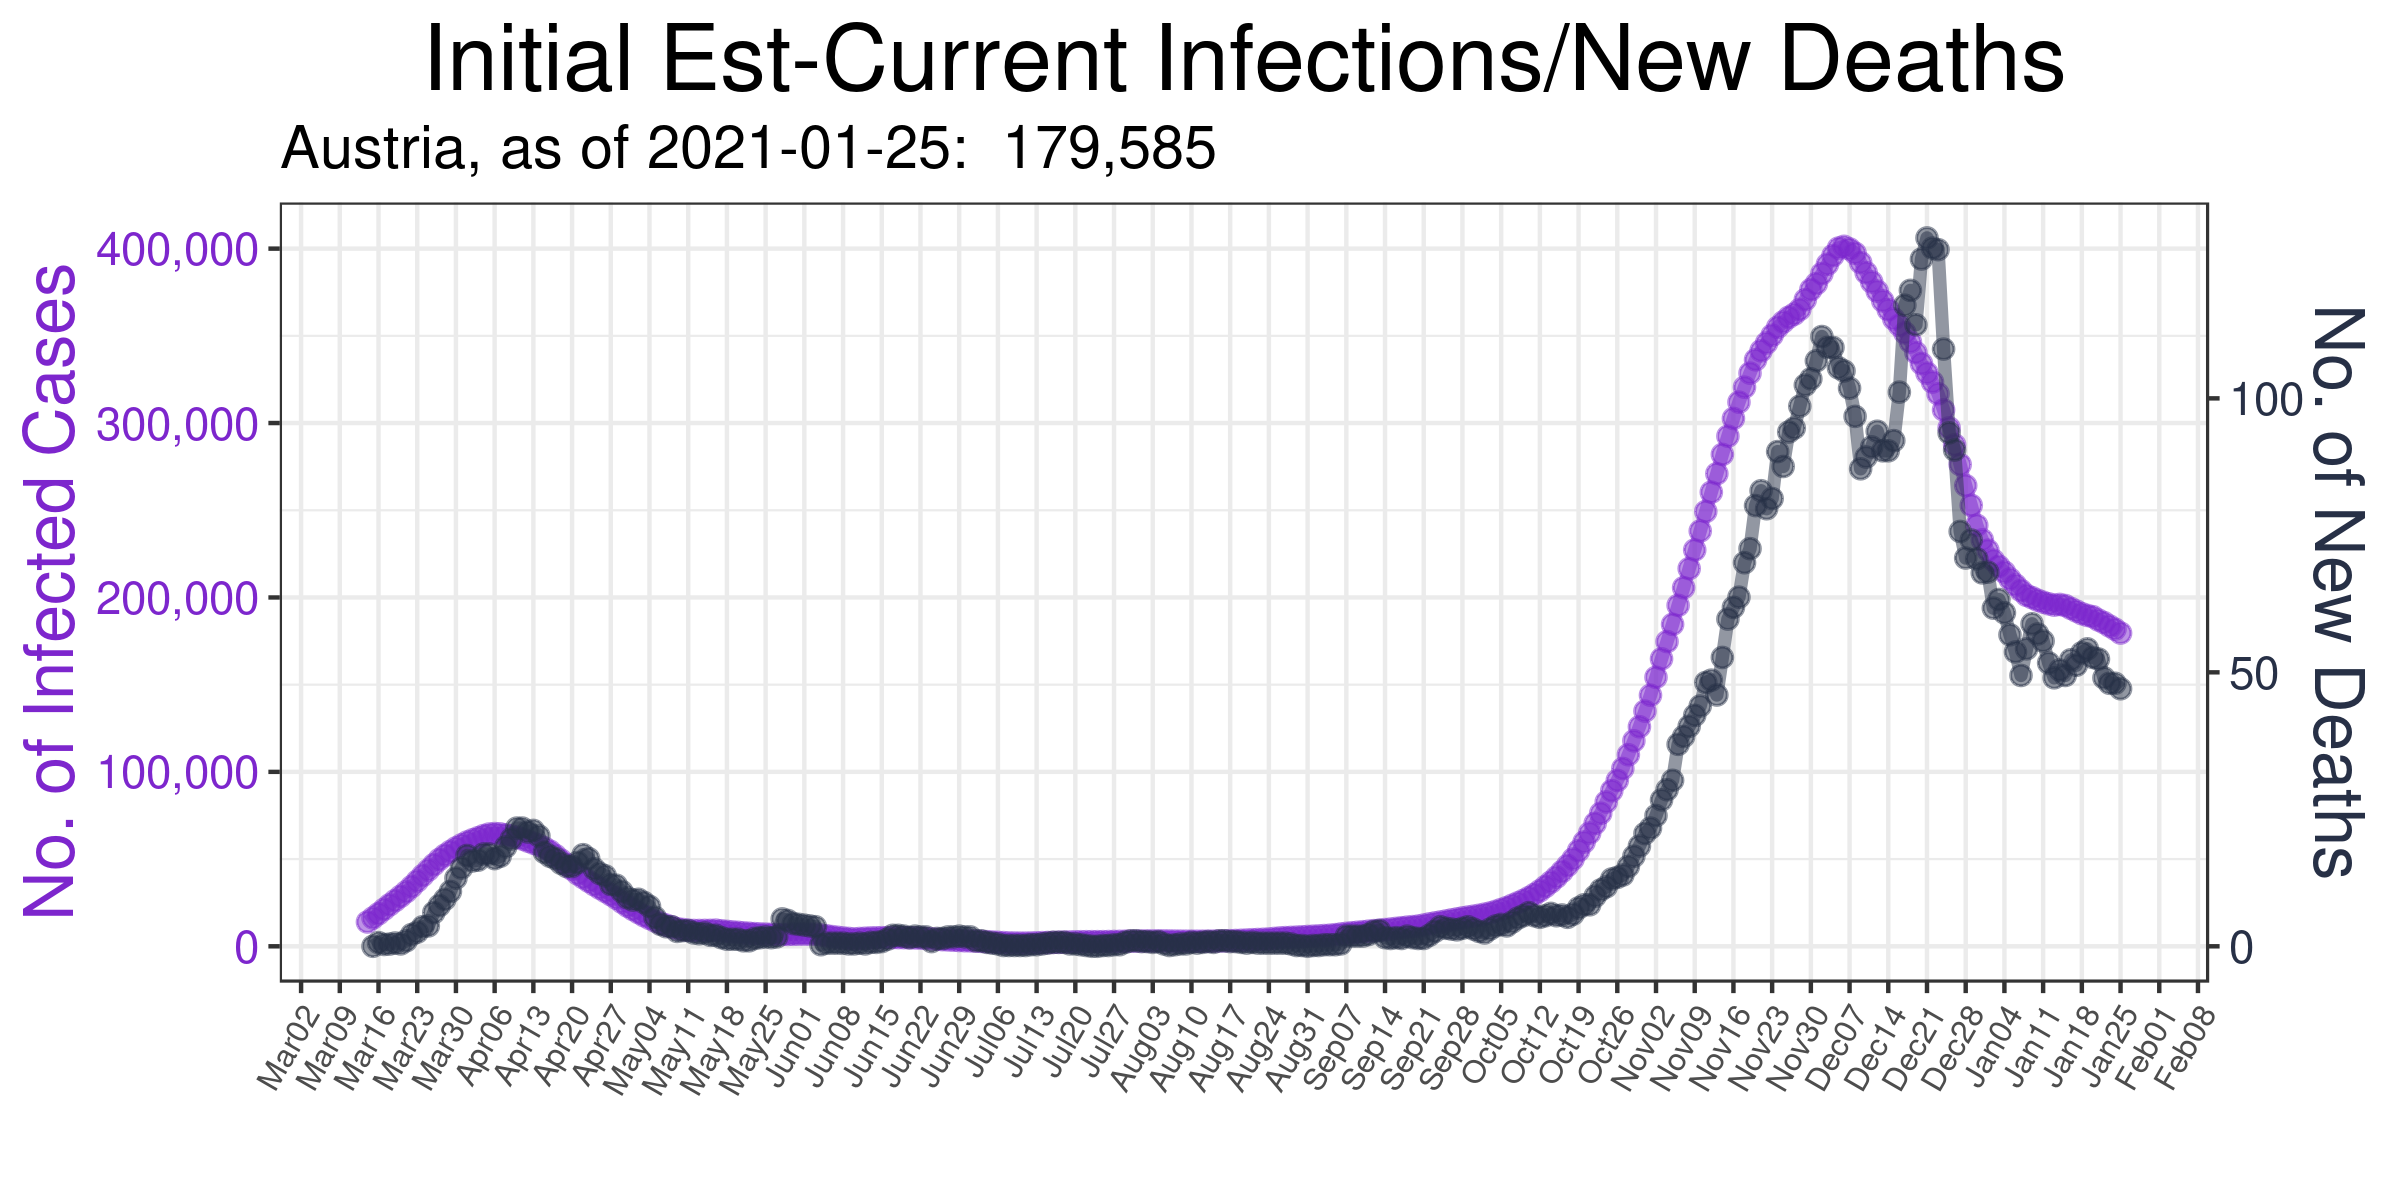 Initial Est-Current Infections/New Deaths
Austria, as of 2021-01-25:  179,585
No. of Infected Cases
400,000
300,000
200,000
100,000
0
No. of New Deaths
100
50
0
Mar02
Mar09
Mar16
Mar23
Mar30
Apr06
Apr13
Apr20
Apr27
May04
May11
May18
May25
Jun01
Jun08
Jun15
Jun22
Jun29
Jul06
Jul13
Jul20
Jul27
Aug03
Aug10
Aug17
Aug24
Aug31
Sep07
Sep14
Sep21
Sep28
Oct05
Oct12
Oct19
Oct26
Nov02
Nov09
Nov16
Nov23
Nov30
Dec07
Dec14
Dec21
Dec28
Jan04
Jan11
Jan18
Jan25
Feb01
Feb08